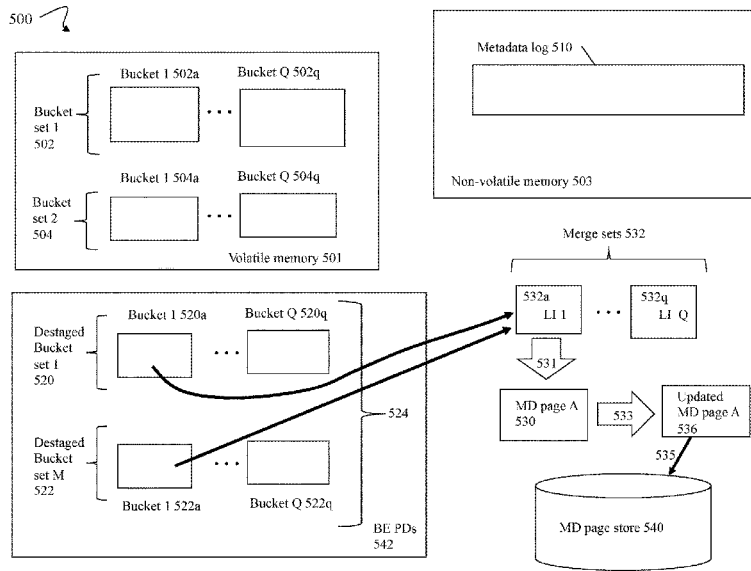 500
Bucket 1 502a
Bucket Q 502q
Bucket
set 1
502
Bucket 1 504a
Bucket Q 504q
Bucket
set 2
504
Volatile memory 501
Metadata log 510
Non-volatile memory 503
Merge sets 532
532a
LI 1
532q
LI Q
531
MD page A
530
533
Updated
MD page A
536
535
MD page store 540
Bucket 1 520a
Bucket Q 520q
Destaged
Bucket
set 1
520
524
Destaged
Bucket
set M
522
Bucket 1 522a
Bucket Q 522q
BE PDs
542